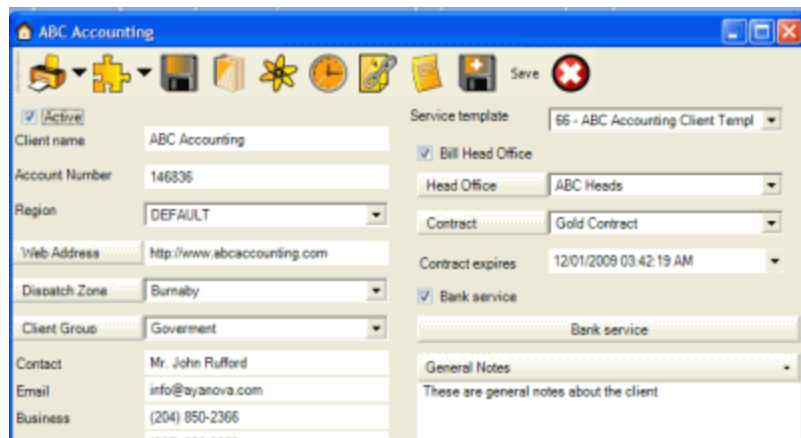 ABC Accounting
Save
Active
Client name ABC Accounting
Account Number 146836
Region DEFAULT
Web Address http://www.abcaccounting.com
Dispatch Zone Burnaby
Client Group Goverment
Contact Mr. John Rufford
Email info@ayanova.com
Business (204) 850-2366
Service template 66 - ABC Accounting Client Templ
Bill Head Office
Head Office ABC Heads
Contract Gold Contract
Contract expires 12/01/2009 03:42:19 AM
Bank service
Bank service
General Notes
These are general notes about the client